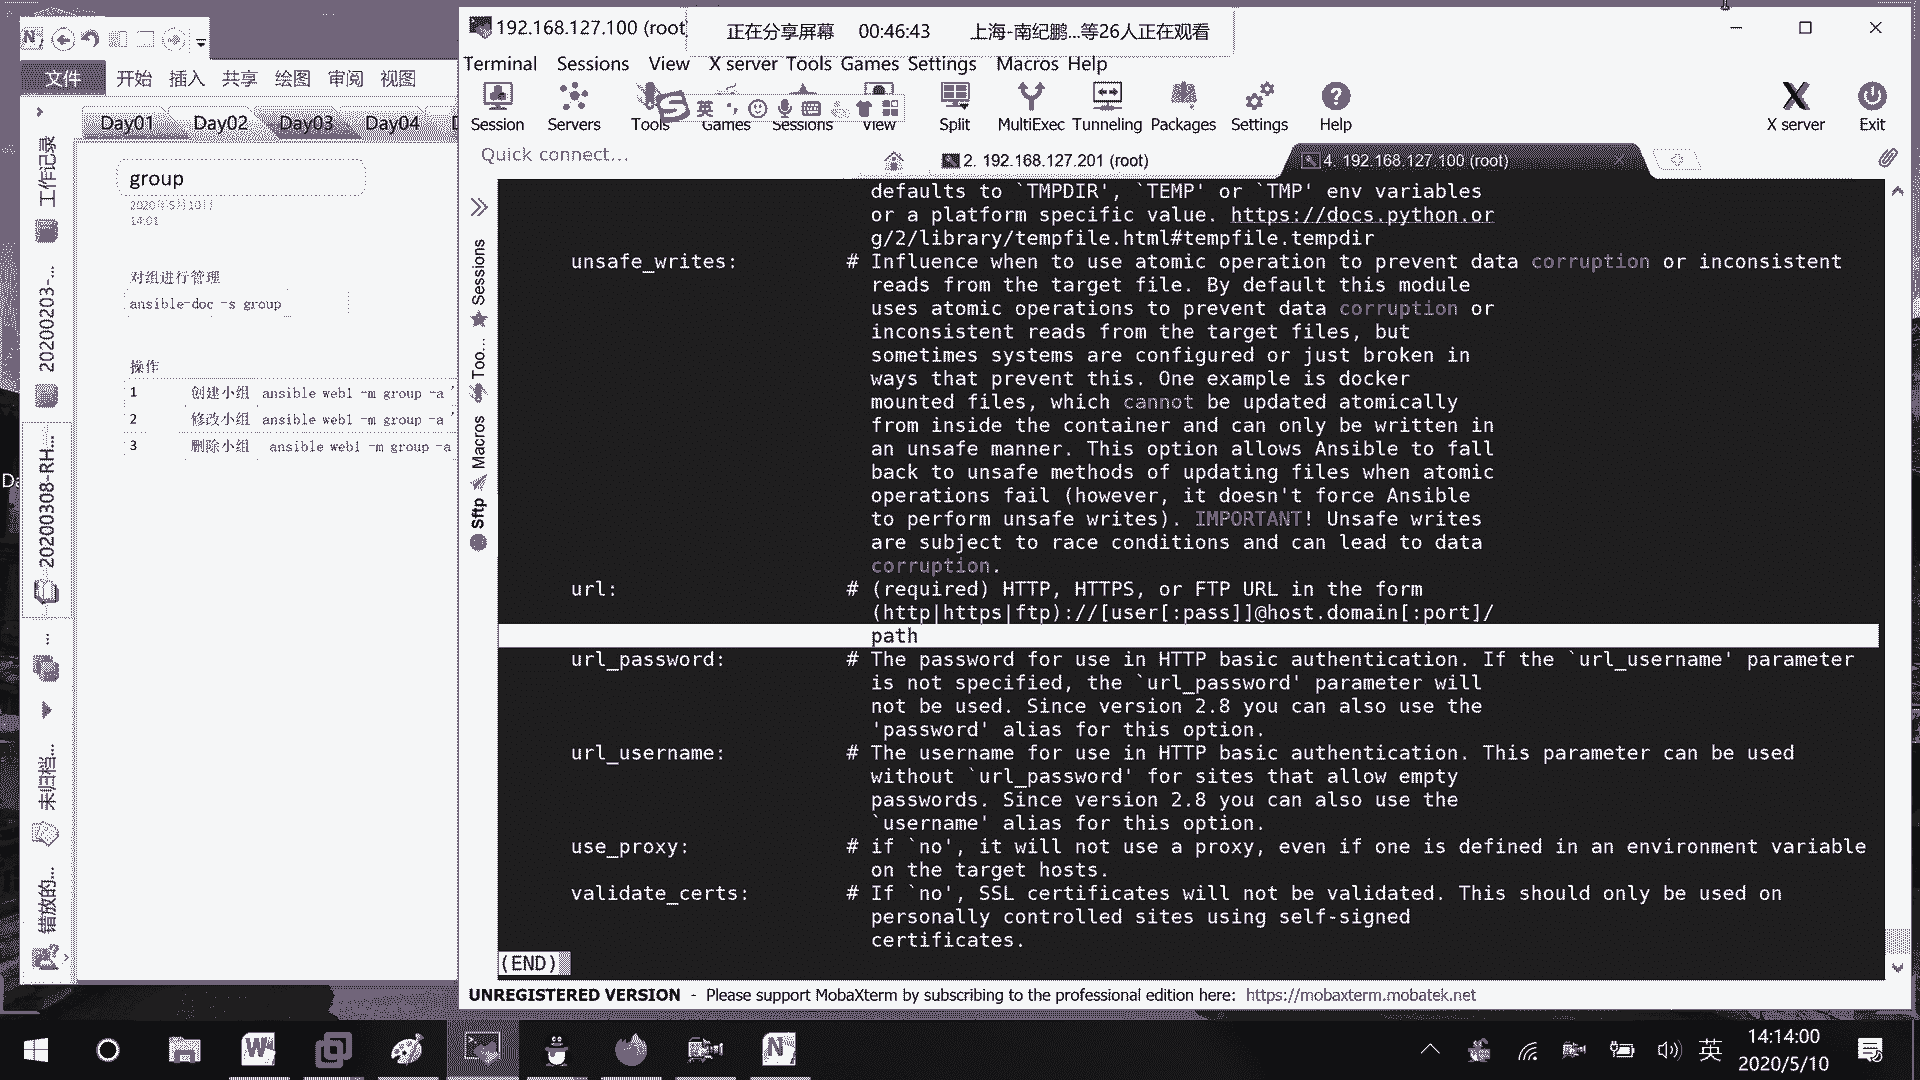 192.168.127.100 (root
正在分享屏幕 00:46:43 上海-南纪鹏...等26人正在观看
Terminal Sessions View X server Tools Games Settings Macros Help
文件 开始 插入 共享 绘图 审阅 视图
英
Session Servers Tools Games Sessions View Split MultiExec Tunneling Packages Settings Help X server Exit
Day01 Day02 Day03 Day04
Quick connect...
2. 192.168.127.201 (root)
4. 192.168.127.100 (root)
工作记录
20200203-...
20200308-RH...
...
未归档...
错放的...
group
2020年5月10日
14:01
对组进行管理
ansible-doc -s group
操作
1 创建小组 ansible web1 -m group -a '
2 修改小组 ansible web1 -m group -a '
3 删除小组 ansible web1 -m group -a
Sessions
Too...
Macros
Sftp
defaults to `TMPDIR', `TEMP' or `TMP' env variables
or a platform specific value. https://docs.python.or
g/2/library/tempfile.html#tempfile.tempdir
unsafe_writes: # Influence when to use atomic operation to prevent data corruption or inconsistent
reads from the target file. By default this module
uses atomic operations to prevent data corruption or
inconsistent reads from the target files, but
sometimes systems are configured or just broken in
ways that prevent this. One example is docker
mounted files, which cannot be updated atomically
from inside the container and can only be written in
an unsafe manner. This option allows Ansible to fall
back to unsafe methods of updating files when atomic
operations fail (however, it doesn't force Ansible
to perform unsafe writes). IMPORTANT! Unsafe writes
are subject to race conditions and can lead to data
corruption.
url: # (required) HTTP, HTTPS, or FTP URL in the form
(http|https|ftp)://[user[:pass]]@host.domain[:port]/
path
url_password: # The password for use in HTTP basic authentication. If the `url_username' parameter
is not specified, the `url_password' parameter will
not be used. Since version 2.8 you can also use the
'password' alias for this option.
url_username: # The username for use in HTTP basic authentication. This parameter can be used
without `url_password' for sites that allow empty
passwords. Since version 2.8 you can also use the
`username' alias for this option.
use_proxy: # if `no', it will not use a proxy, even if one is defined in an environment variable
on the target hosts.
validate_certs: # If `no', SSL certificates will not be validated. This should only be used on
personally controlled sites using self-signed
certificates.
(END)
UNREGISTERED VERSION - Please support MobaXterm by subscribing to the professional edition here: https://mobaxterm.mobatek.net
英
14:14:00
2020/5/10